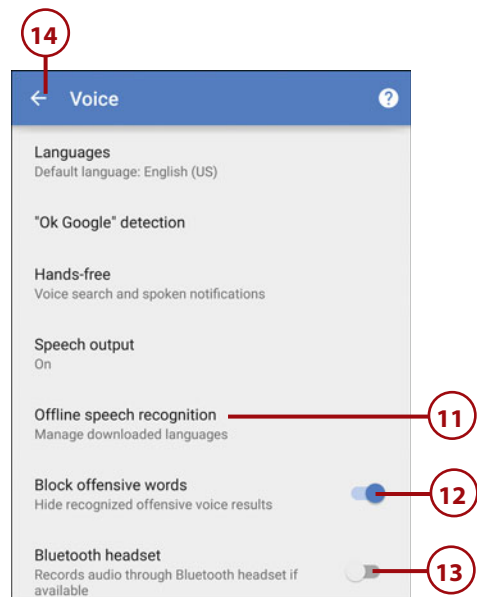 14
← Voice ?
Languages
Default language: English (US)
"Ok Google" detection
Hands-free
Voice search and spoken notifications
Speech output
On
Offline speech recognition
11
Manage downloaded languages
Block offensive words
12
Hide recognized offensive voice results
Bluetooth headset
Records audio through Bluetooth headset if
13
available